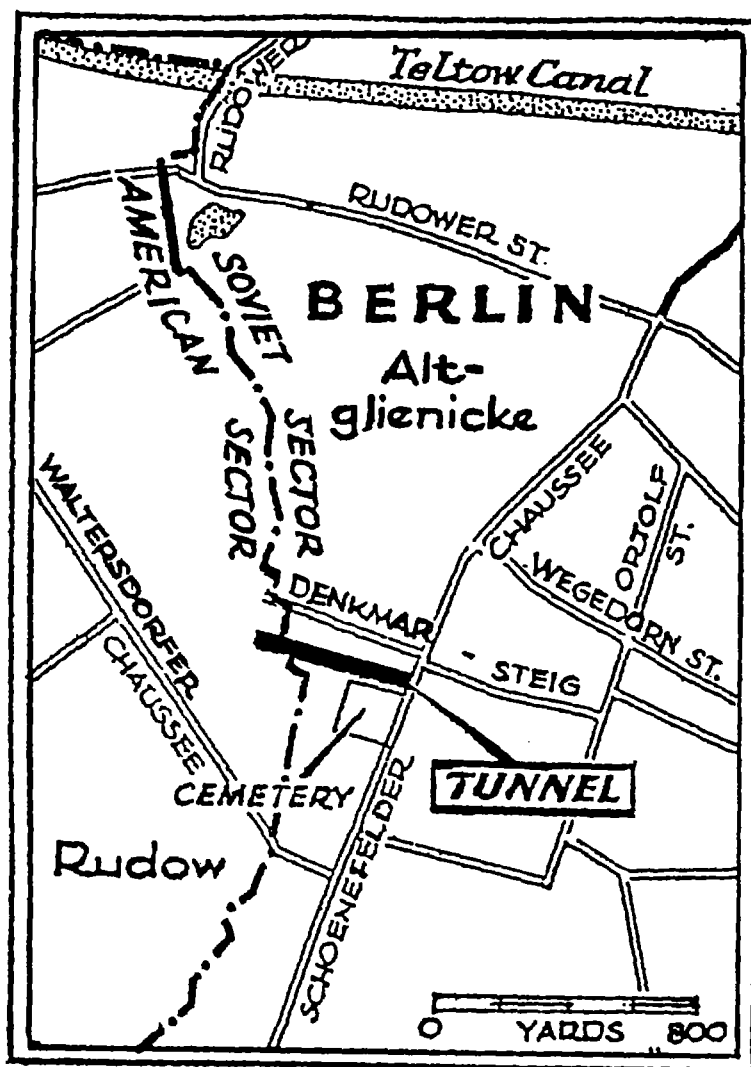 Teltow Canal
RUDOWER
RUDOWER ST.
AMERICAN
SOVIET
BERLIN
Alt-
glienicke
SECTOR
SECTOR
CHAUSSEE
ORTOLF
ST.
WALTERSDORFER
CHAUSSEE
WEGEDORN ST.
DENKMAR
STEIG
CEMETERY
TUNNEL
Rudow
SCHOENEFELDER
0 YARDS 800